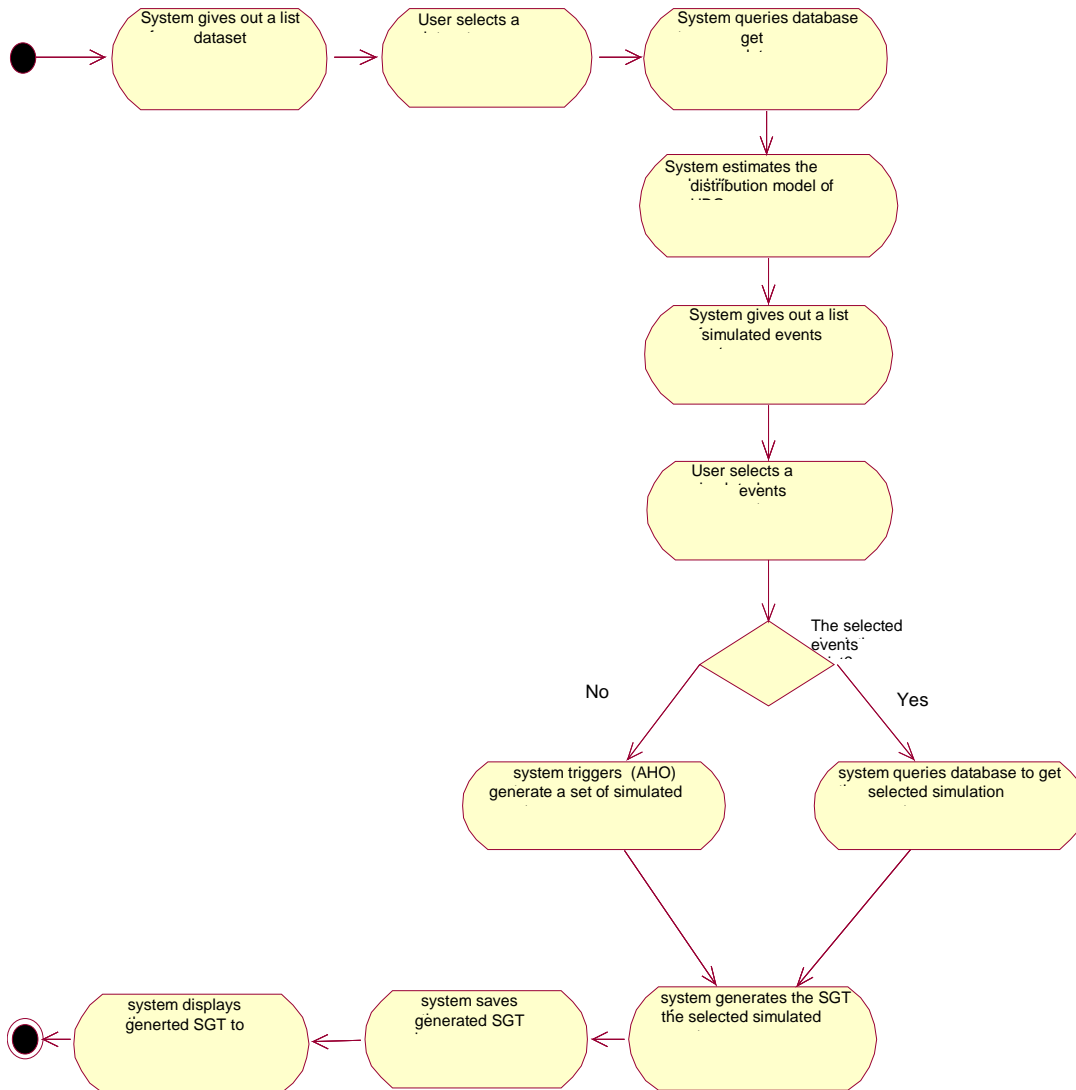 System gives out a list
dataset
User selects a
System queries database
get
System estimates the
distribution model of
System gives out a list
simulated events
User selects a
events
The selected
events
No
Yes
system triggers (AHO)
generate a set of simulated
system queries database to get
selected simulation
system generates the SGT
the selected simulated
system saves
generated SGT
system displays
generted SGT to